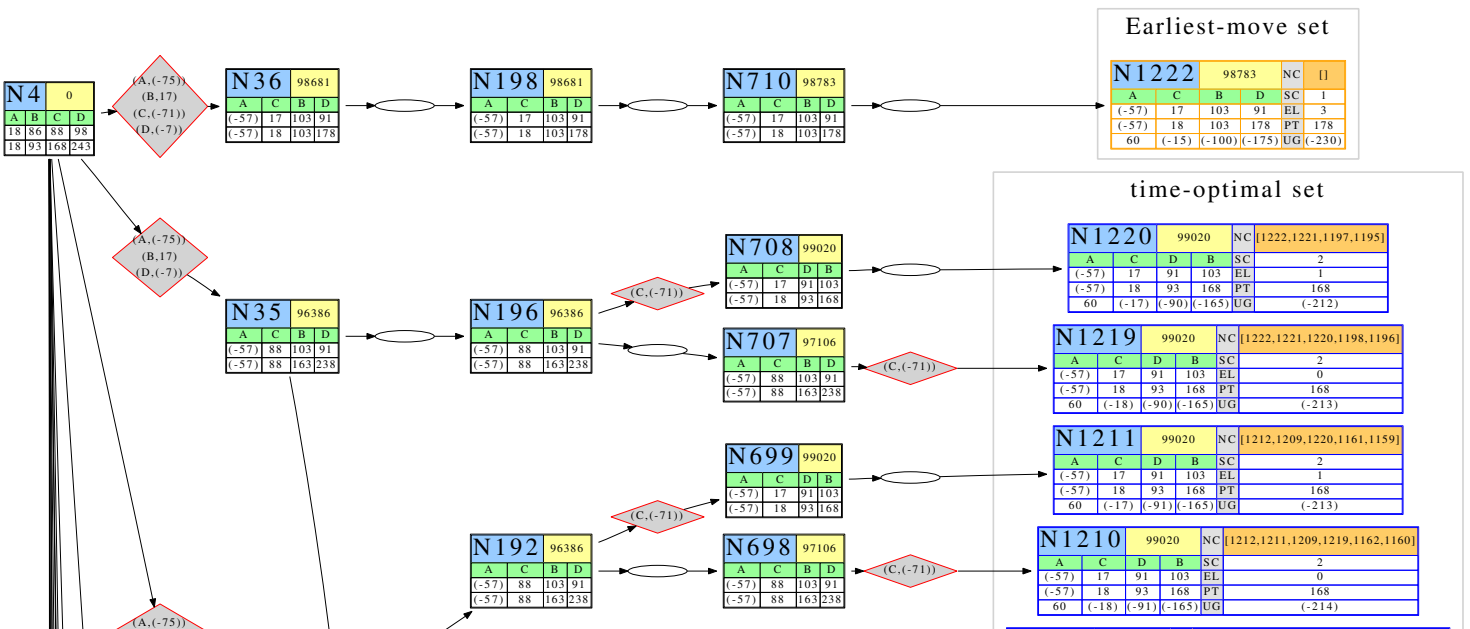 Earliest-move set
N4 0
A B C D
18 86 88 98
18 93 168 243
(A,(-75))
(B,17)
(C,(-71))
(D,(-7))
N36 98681
A C B D
(-57) 17 103 91
(-57) 18 103 178
N198 98681
A C B D
(-57) 17 103 91
(-57) 18 103 178
N710 98783
A C B D
(-57) 17 103 91
(-57) 18 103 178
N1222 98783 NC []
A C B D SC 1
(-57) 17 103 91 EL 3
(-57) 18 103 178 PT 178
60 (-15) (-100) (-175) UG (-230)
time-optimal set
(A,(-75))
(B,17)
(D,(-7))
N35 96386
A C B D
(-57) 88 103 91
(-57) 88 163 238
N196 96386
A C B D
(-57) 88 103 91
(-57) 88 163 238
(C,(-71))
N708 99020
A C D B
(-57) 17 91 103
(-57) 18 93 168
N1220 99020 NC [1222,1221,1197,1195]
A C D B SC 2
(-57) 17 91 103 EL 1
(-57) 18 93 168 PT 168
60 (-17) (-90) (-165) UG (-212)
N707 97106
A C B D
(-57) 88 103 91
(-57) 88 163 238
(C,(-71))
N1219 99020 NC [1222,1221,1220,1198,1196]
A C D B SC 2
(-57) 17 91 103 EL 0
(-57) 18 93 168 PT 168
60 (-18) (-90) (-165) UG (-213)
N192 96386
A C B D
(-57) 88 103 91
(-57) 88 163 238
(C,(-71))
N699 99020
A C D B
(-57) 17 91 103
(-57) 18 93 168
N1211 99020 NC [1212,1209,1220,1161,1159]
A C D B SC 2
(-57) 17 91 103 EL 1
(-57) 18 93 168 PT 168
60 (-17) (-91) (-165) UG (-213)
N698 97106
A C B D
(-57) 88 103 91
(-57) 88 163 238
(C,(-71))
N1210 99020 NC [1212,1211,1209,1219,1162,1160]
A C D B SC 2
(-57) 17 91 103 EL 0
(-57) 18 93 168 PT 168
60 (-18) (-91) (-165) UG (-214)
(A,(-75))